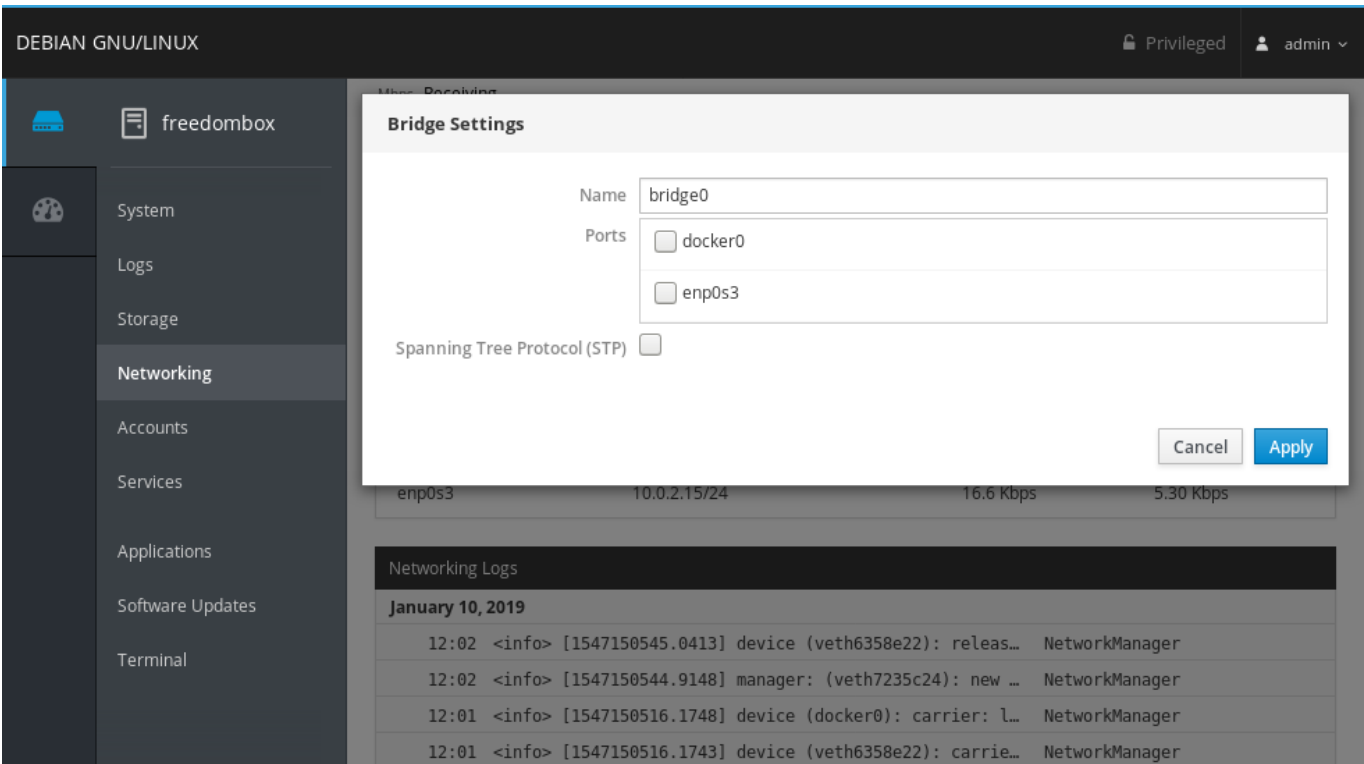 DEBIAN GNU/LINUX
Privileged
admin
freedombox
System
Logs
Storage
Networking
Accounts
Services
Applications
Software Updates
Terminal
Mbps Receiving
Bridge Settings
Name bridge0
Ports docker0
enp0s3
Spanning Tree Protocol (STP)
Cancel Apply
enp0s3 10.0.2.15/24 16.6 Kbps 5.30 Kbps
Networking Logs
January 10, 2019
12:02 <info> [1547150545.0413] device (veth6358e22): releas… NetworkManager
12:02 <info> [1547150544.9148] manager: (veth7235c24): new … NetworkManager
12:01 <info> [1547150516.1748] device (docker0): carrier: l… NetworkManager
12:01 <info> [1547150516.1743] device (veth6358e22): carrie… NetworkManager